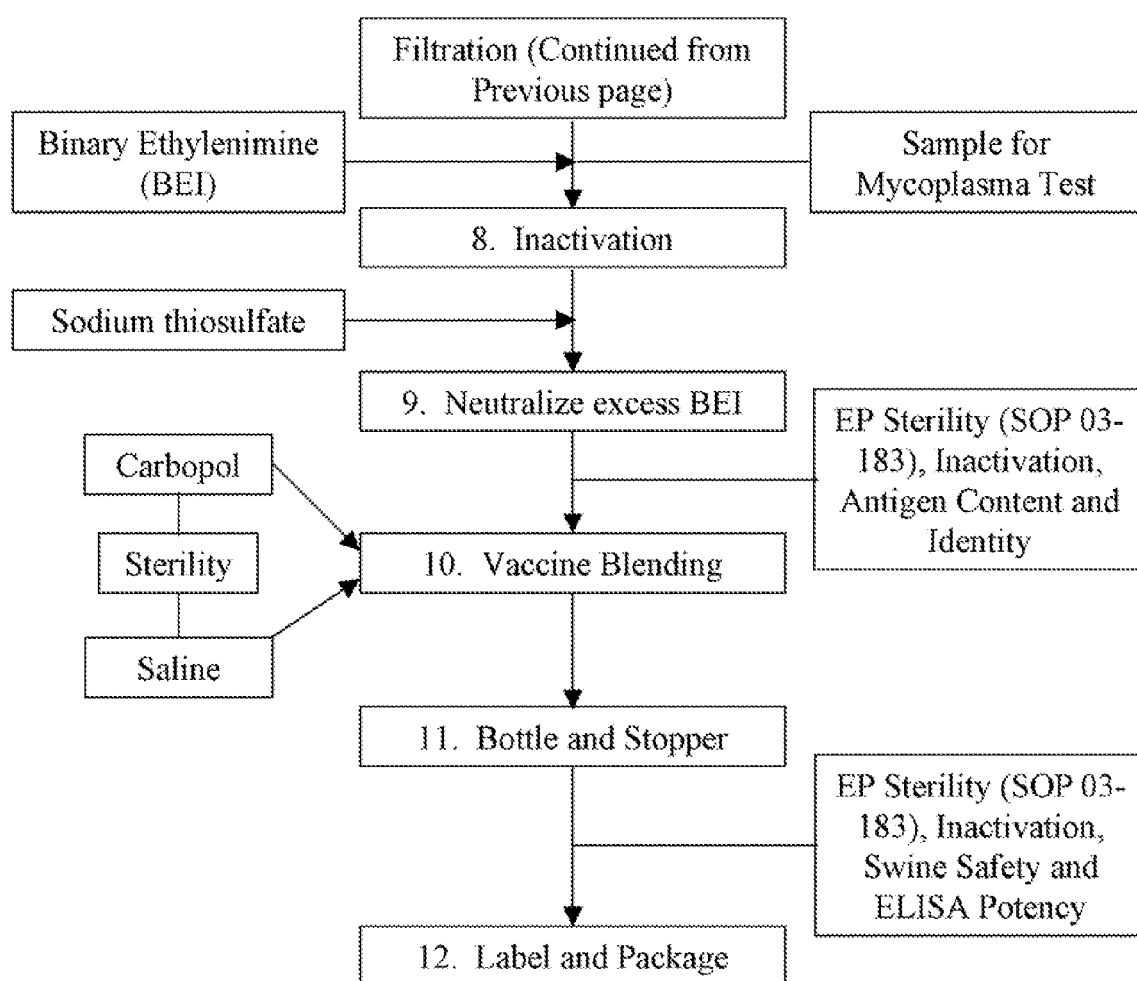 Filtration (Continued from
Previous page)
Binary Ethylenimine
(BEI)
Sample for
Mycoplasma Test
8. Inactivation
Sodium thiosulfate
9. Neutralize excess BEI
EP Sterility (SOP 03-
183), Inactivation,
Antigen Content and
Identity
Carbopol
Sterility
10. Vaccine Blending
Saline
11. Bottle and Stopper
EP Sterility (SOP 03-
183), Inactivation,
Swine Safety and
ELISA Potency
12. Label and Package